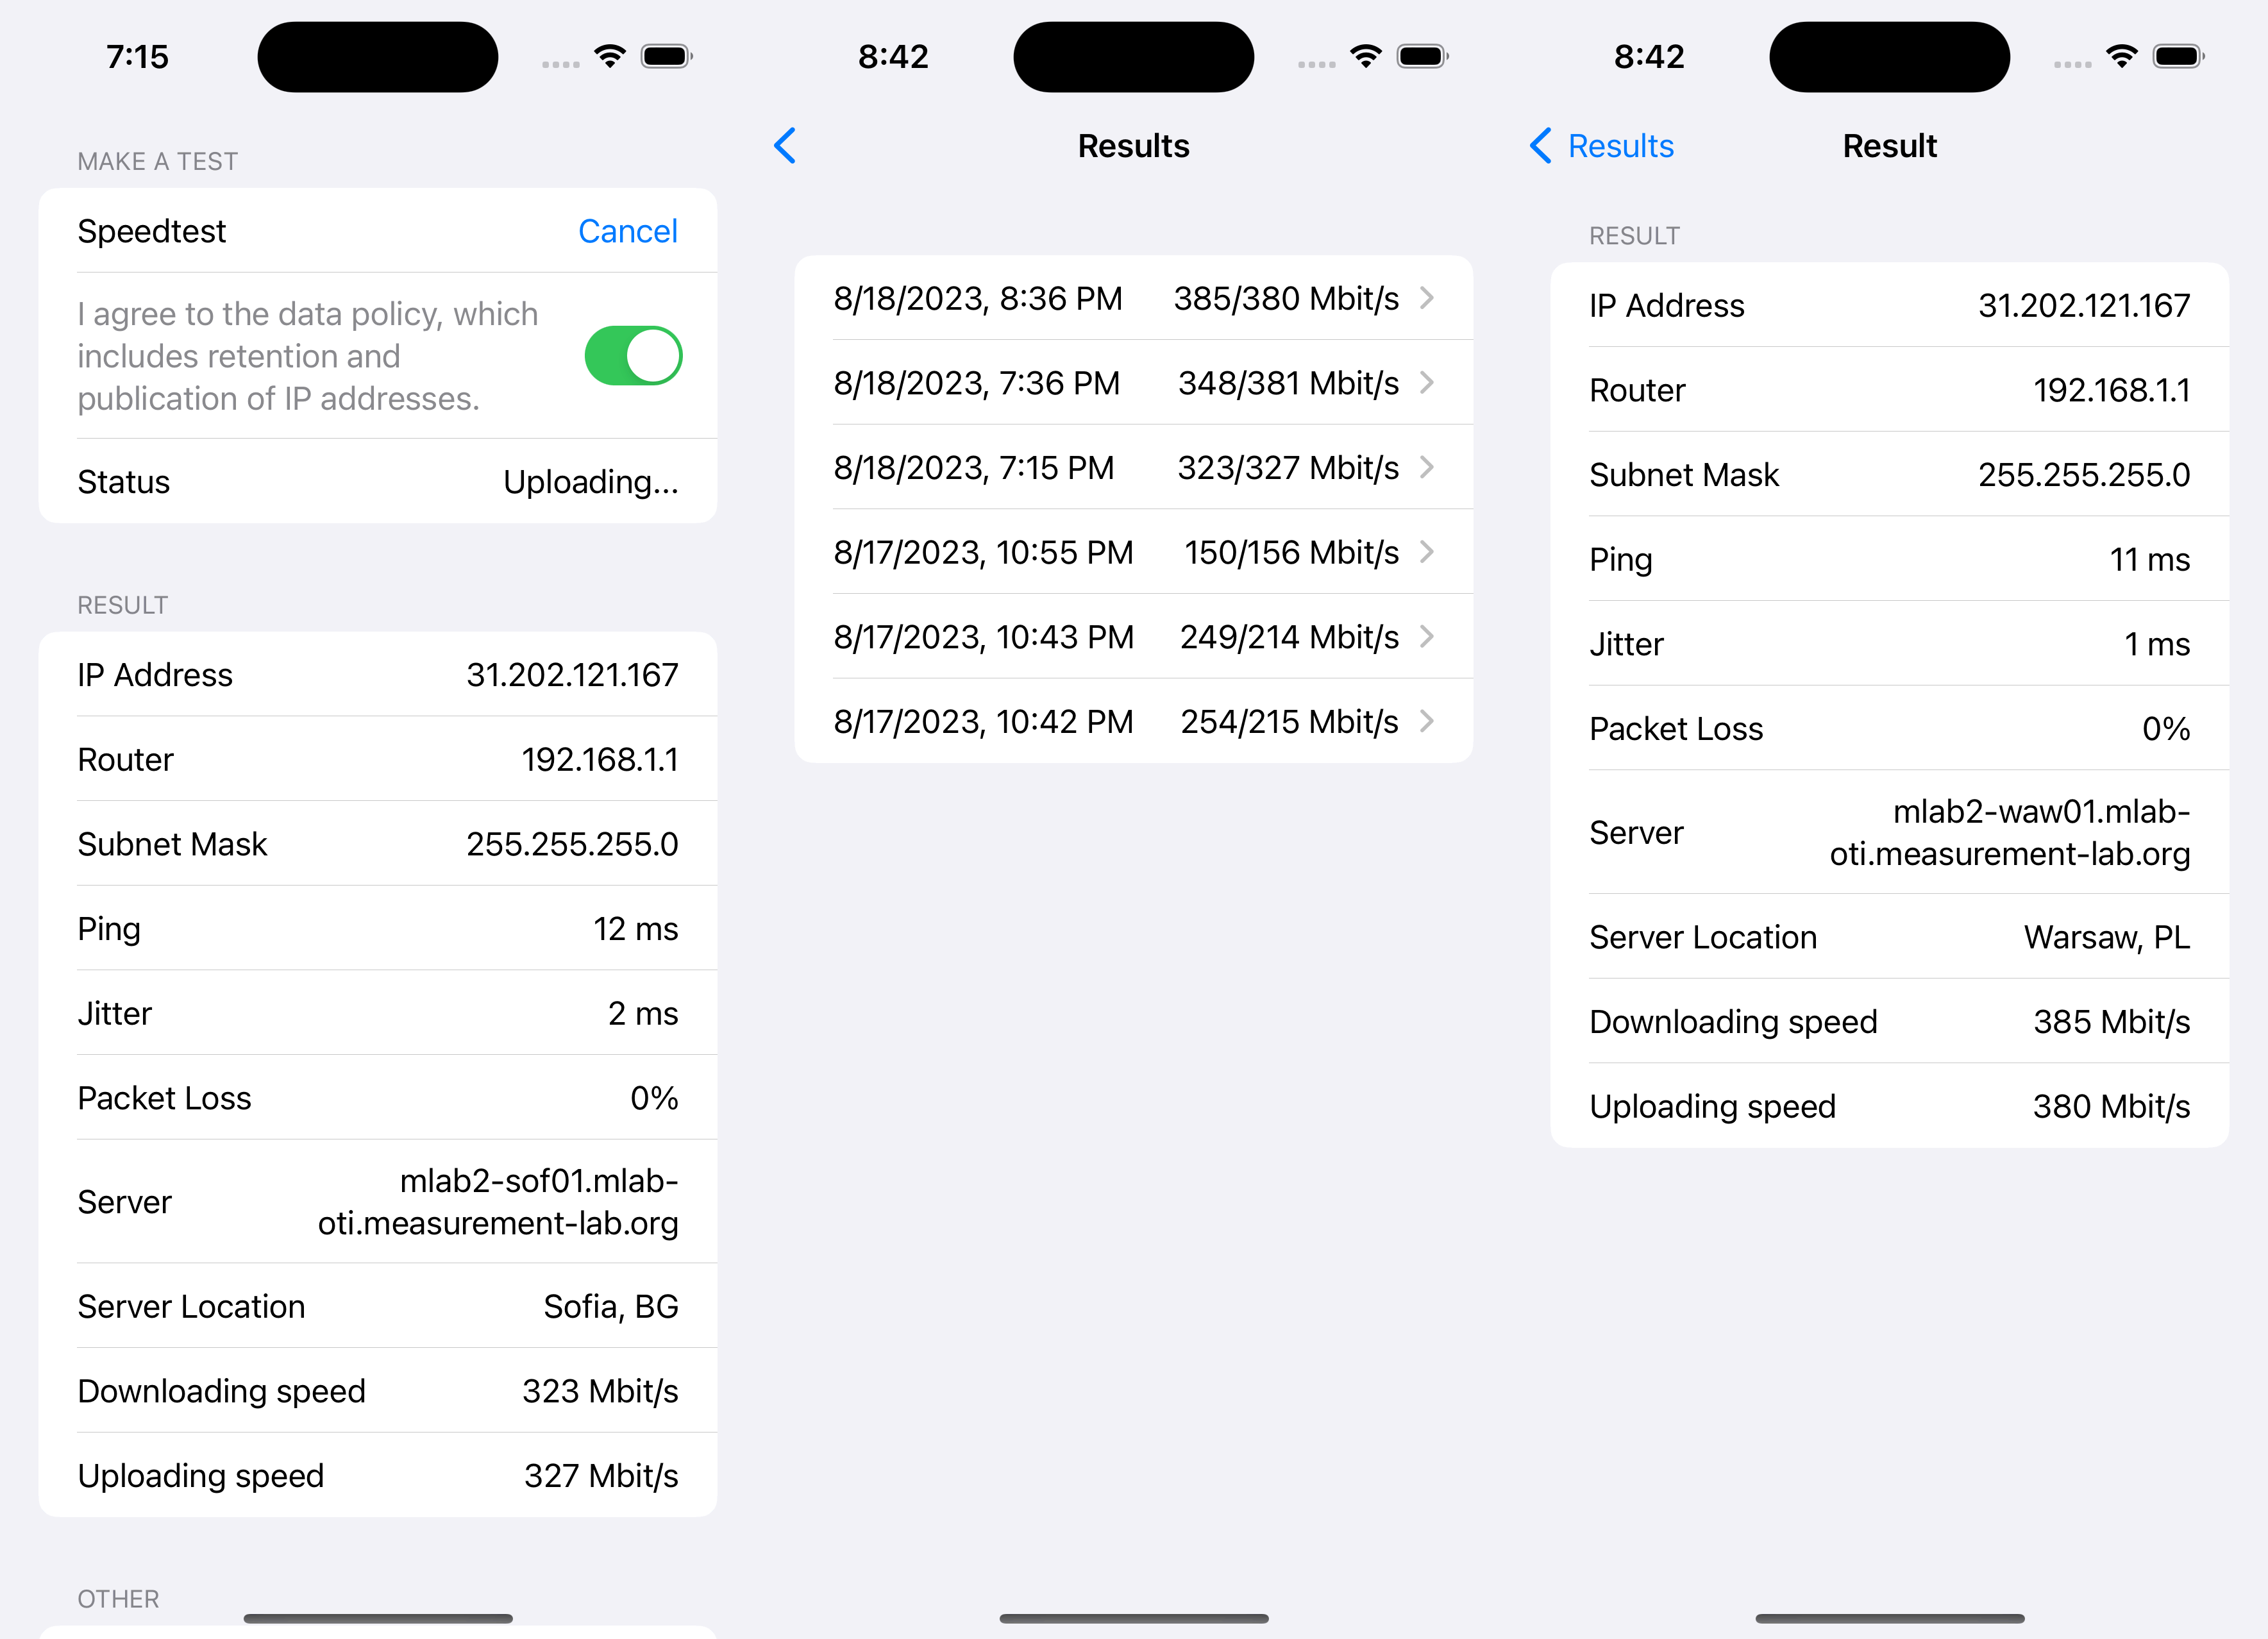 7:15
MAKE A TEST
Speedtest Cancel
I agree to the data policy, which
includes retention and
publication of IP addresses.
Status Uploading...
RESULT
IP Address 31.202.121.167
Router 192.168.1.1
Subnet Mask 255.255.255.0
Ping 12 ms
Jitter 2 ms
Packet Loss 0%
Server mlab2-sof01.mlab-
oti.measurement-lab.org
Server Location Sofia, BG
Downloading speed 323 Mbit/s
Uploading speed 327 Mbit/s
OTHER
8:42
Results
8/18/2023, 8:36 PM 385/380 Mbit/s
8/18/2023, 7:36 PM 348/381 Mbit/s
8/18/2023, 7:15 PM 323/327 Mbit/s
8/17/2023, 10:55 PM 150/156 Mbit/s
8/17/2023, 10:43 PM 249/214 Mbit/s
8/17/2023, 10:42 PM 254/215 Mbit/s
8:42
Results Result
RESULT
IP Address 31.202.121.167
Router 192.168.1.1
Subnet Mask 255.255.255.0
Ping 11 ms
Jitter 1 ms
Packet Loss 0%
Server mlab2-waw01.mlab-
oti.measurement-lab.org
Server Location Warsaw, PL
Downloading speed 385 Mbit/s
Uploading speed 380 Mbit/s